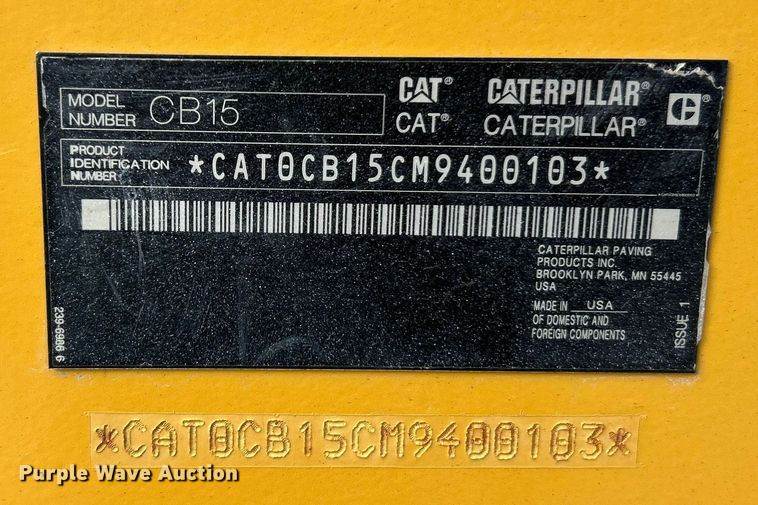 MODEL NUMBER CB15
CAT® CATERPILLAR®
CAT® CATERPILLAR®
C ®
PRODUCT IDENTIFICATION NUMBER *CAT0CB15CM9400103*
CATERPILLAR PAVING
PRODUCTS INC.
BROOKLYN PARK, MN 55445
USA
MADE IN USA
OF DOMESTIC AND
FOREIGN COMPONENTS
ISSUE 1
239-6986 6
*CAT0CB15CM9400103*
Purple Wave Auction